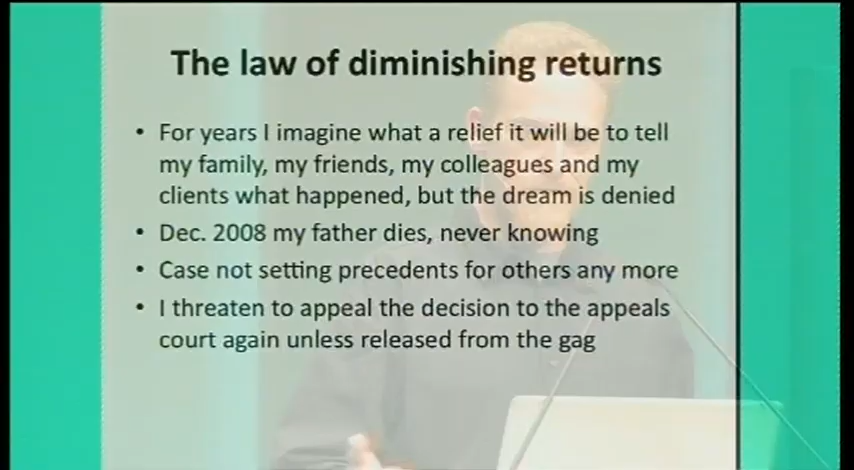 The law of diminishing returns
• For years I imagine what a relief it will be to tell
my family, my friends, my colleagues and my
clients what happened, but the dream is denied
• Dec. 2008 my father dies, never knowing
• Case not setting precedents for others any more
• I threaten to appeal the decision to the appeals
court again unless released from the gag